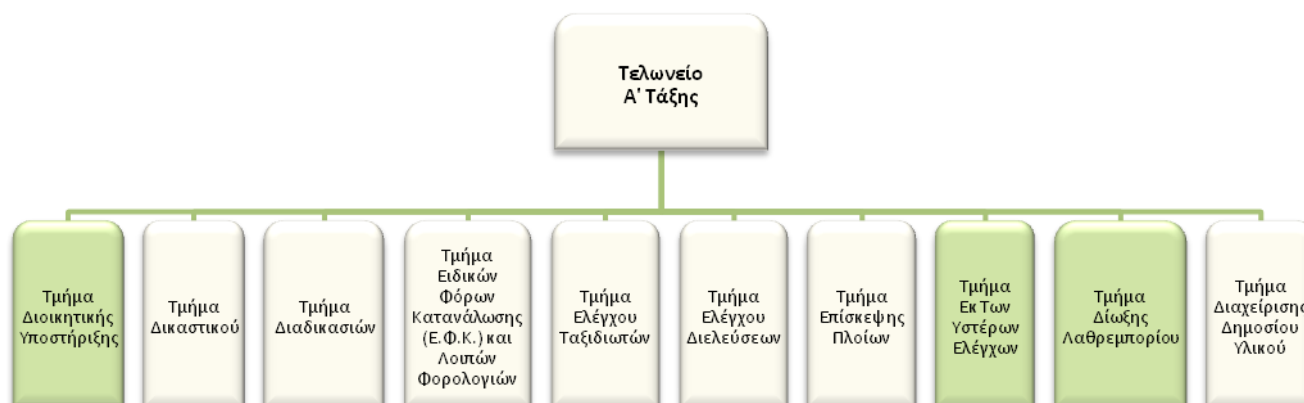 Τελωνείο
Α' Τάξης
Τμήμα
Διοικητικής
Υποστήριξης
Τμήμα
Δικαστικού
Τμήμα
Διαδικασιών
Τμήμα
Ειδικών
Φόρων
Κατανάλωσης
(Ε.Φ.Κ.) και
Λοιπών
Φορολογιών
Τμήμα
Ελέγχου
Ταξιδιωτών
Τμήμα
Ελέγχου
Διελεύσεων
Τμήμα
Επίσκεψης
Πλοίων
Τμήμα
Εκ Των
Υστέρων
Ελέγχων
Τμήμα
Δίωξης
Λαθρεμπορίου
Τμήμα
Διαχείρισης
Δημοσίου
Υλικού